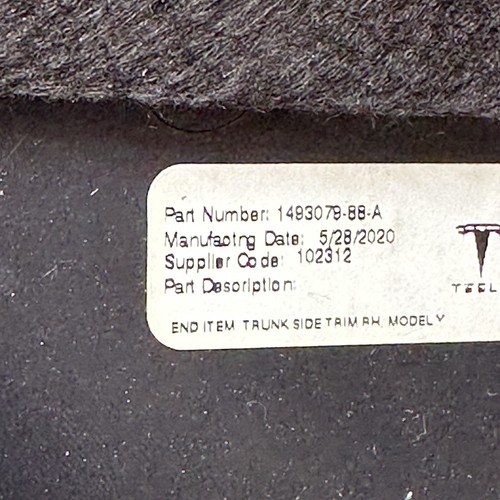 Part Number: 1493079-88-A
Manufactng Date: 5/28/2020
Supplier Code: 102312
Part Description:
END ITEM TRUNK SIDE TRIM RH, MODEL Y
TESL